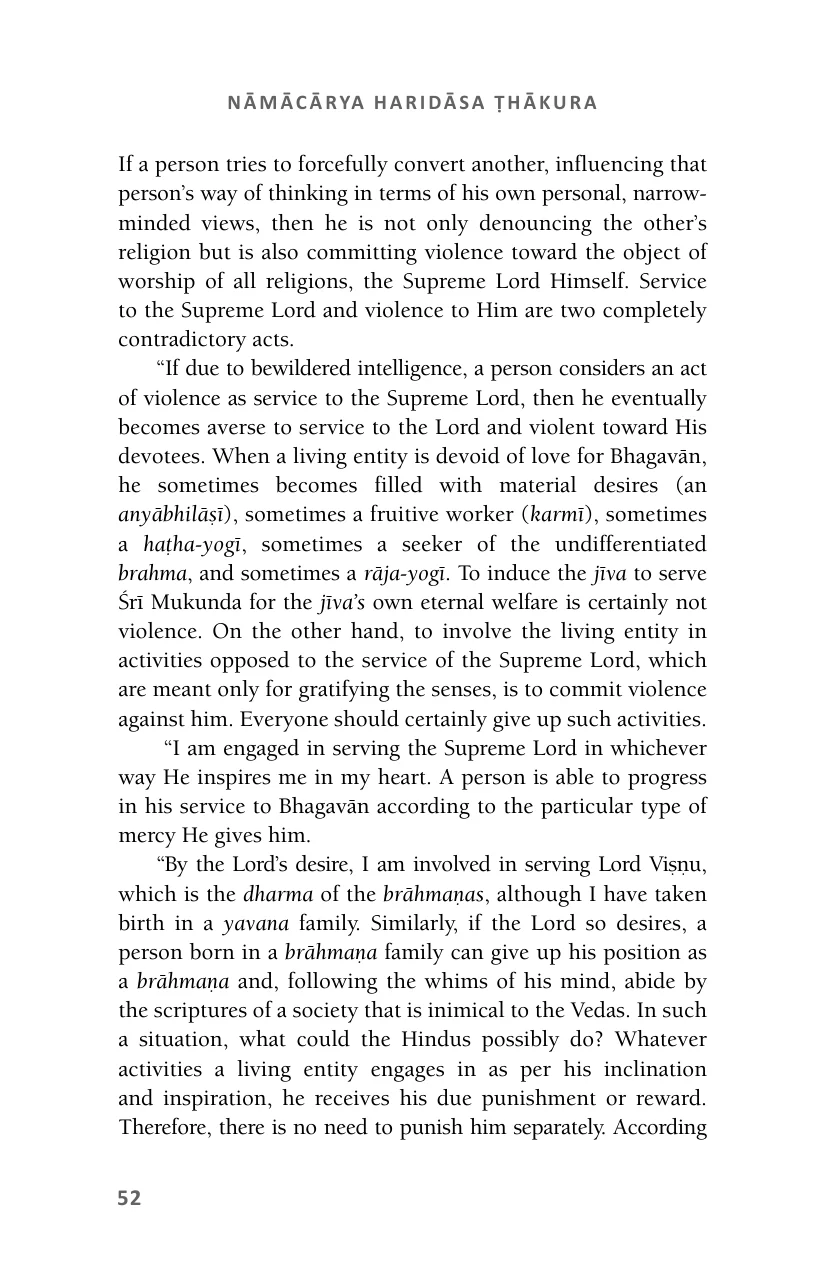 NĀMĀCĀRYA HARIDĀSA ṬHĀKURA
If a person tries to forcefully convert another, influencing that
person’s way of thinking in terms of his own personal, narrow-
minded views, then he is not only denouncing the other’s
religion but is also committing violence toward the object of
worship of all religions, the Supreme Lord Himself. Service
to the Supreme Lord and violence to Him are two completely
contradictory acts.
“If due to bewildered intelligence, a person considers an act
of violence as service to the Supreme Lord, then he eventually
becomes averse to service to the Lord and violent toward His
devotees. When a living entity is devoid of love for Bhagavān,
he sometimes becomes filled with material desires (an
anyābhilāṣī), sometimes a fruitive worker (karmī), sometimes
a haṭha-yogī, sometimes a seeker of the undifferentiated
brahma, and sometimes a rāja-yogī. To induce the jīva to serve
Śrī Mukunda for the jīva’s own eternal welfare is certainly not
violence. On the other hand, to involve the living entity in
activities opposed to the service of the Supreme Lord, which
are meant only for gratifying the senses, is to commit violence
against him. Everyone should certainly give up such activities.
“I am engaged in serving the Supreme Lord in whichever
way He inspires me in my heart. A person is able to progress
in his service to Bhagavān according to the particular type of
mercy He gives him.
“By the Lord’s desire, I am involved in serving Lord Viṣṇu,
which is the dharma of the brāhmaṇas, although I have taken
birth in a yavana family. Similarly, if the Lord so desires, a
person born in a brāhmaṇa family can give up his position as
a brāhmaṇa and, following the whims of his mind, abide by
the scriptures of a society that is inimical to the Vedas. In such
a situation, what could the Hindus possibly do? Whatever
activities a living entity engages in as per his inclination
and inspiration, he receives his due punishment or reward.
Therefore, there is no need to punish him separately. According
52